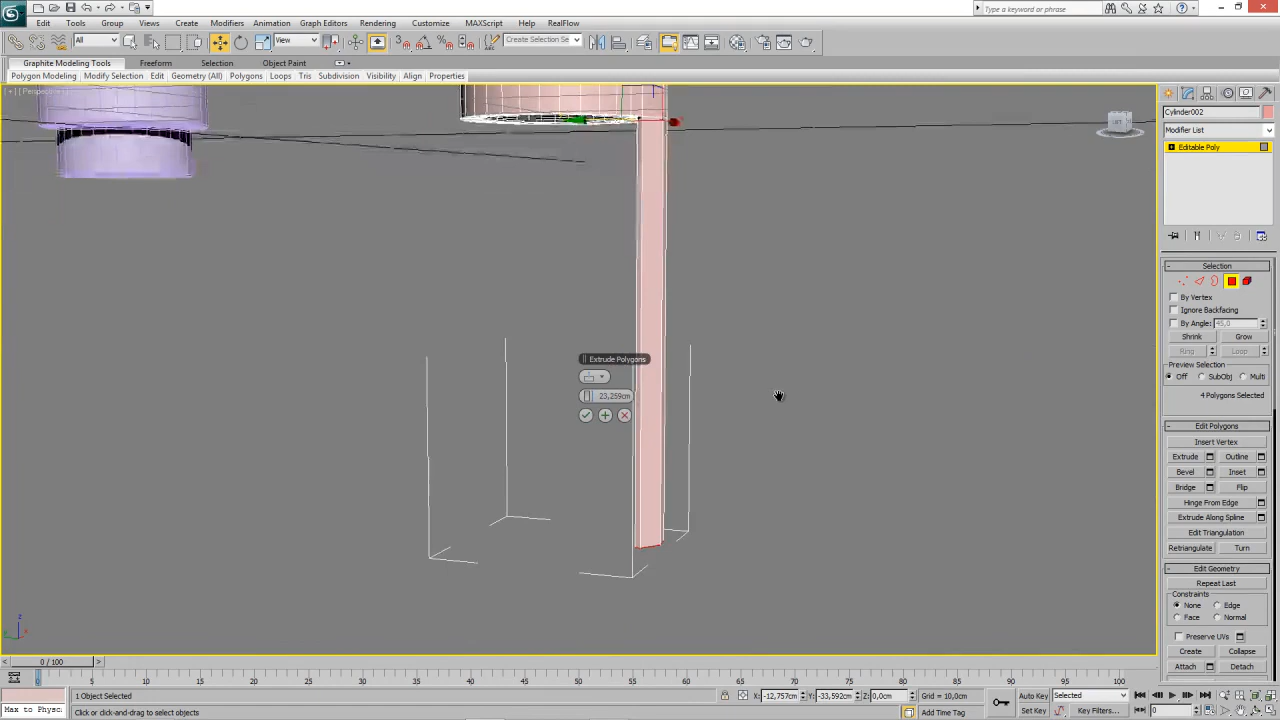 Type a keyword or phrase
Edit Tools Group Views Create Modifiers Animation Graph Editors Rendering Customize MAXScript Help RealFlow
All View Create Selection Se
Graphite Modeling Tools Freeform Selection Object Paint
Polygon Modeling Modify Selection Edit Geometry (All) Polygons Loops Tris Subdivision Visibility Align Properties
Cylinder002
Modifier List
Editable Poly
Selection
By Vertex
Ignore Backfacing
By Angle: 45,0
Shrink Grow
Ring Loop
Preview Selection
Off SubObj Multi
4 Polygons Selected
Edit Polygons
Insert Vertex
Extrude Outline
Bevel Inset
Bridge Flip
Hinge From Edge
Extrude Along Spline
Edit Triangulation
Retriangulate Turn
Edit Geometry
Repeat Last
Constraints
None Edge
Face Normal
Preserve UVs
Create Collapse
Attach Detach
Extrude Polygons
23,259cm
z
0 / 100
5 10 15 20 25 30 35 40 45 50 55 60 65 70 75 80 85 90 95 100
1 Object Selected X: -12,757cm Y: -33,592cm Z: 0,0cm Grid = 10,0cm Auto Key Selected
Max to Physc Click or click-and-drag to select objects Add Time Tag Set Key Key Filters... 0